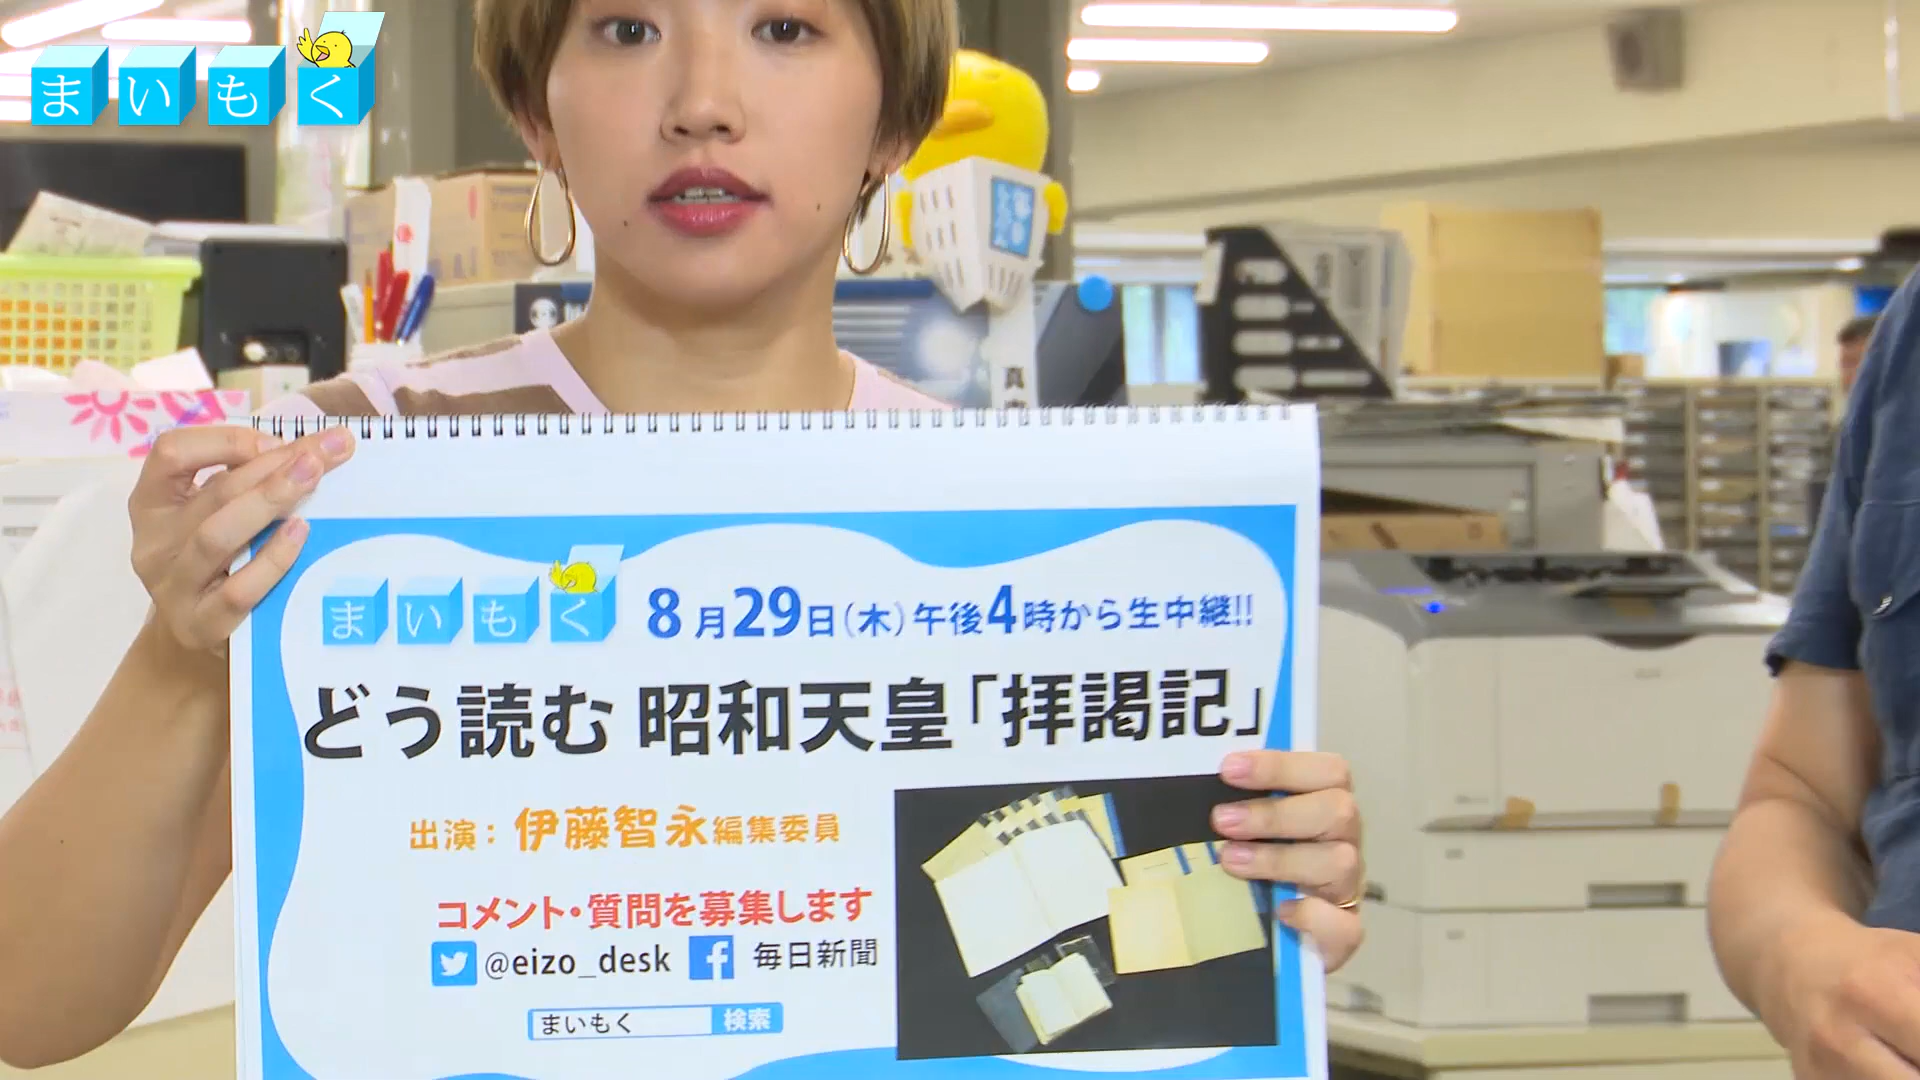 まいもく
真
まいもく
8月29日(木)午後4時から生中継!!
どう読む 昭和天皇「拝謁記」
出演：伊藤智永編集委員
コメント・質問を募集します
@eizo_desk 毎日新聞
まいもく 検索